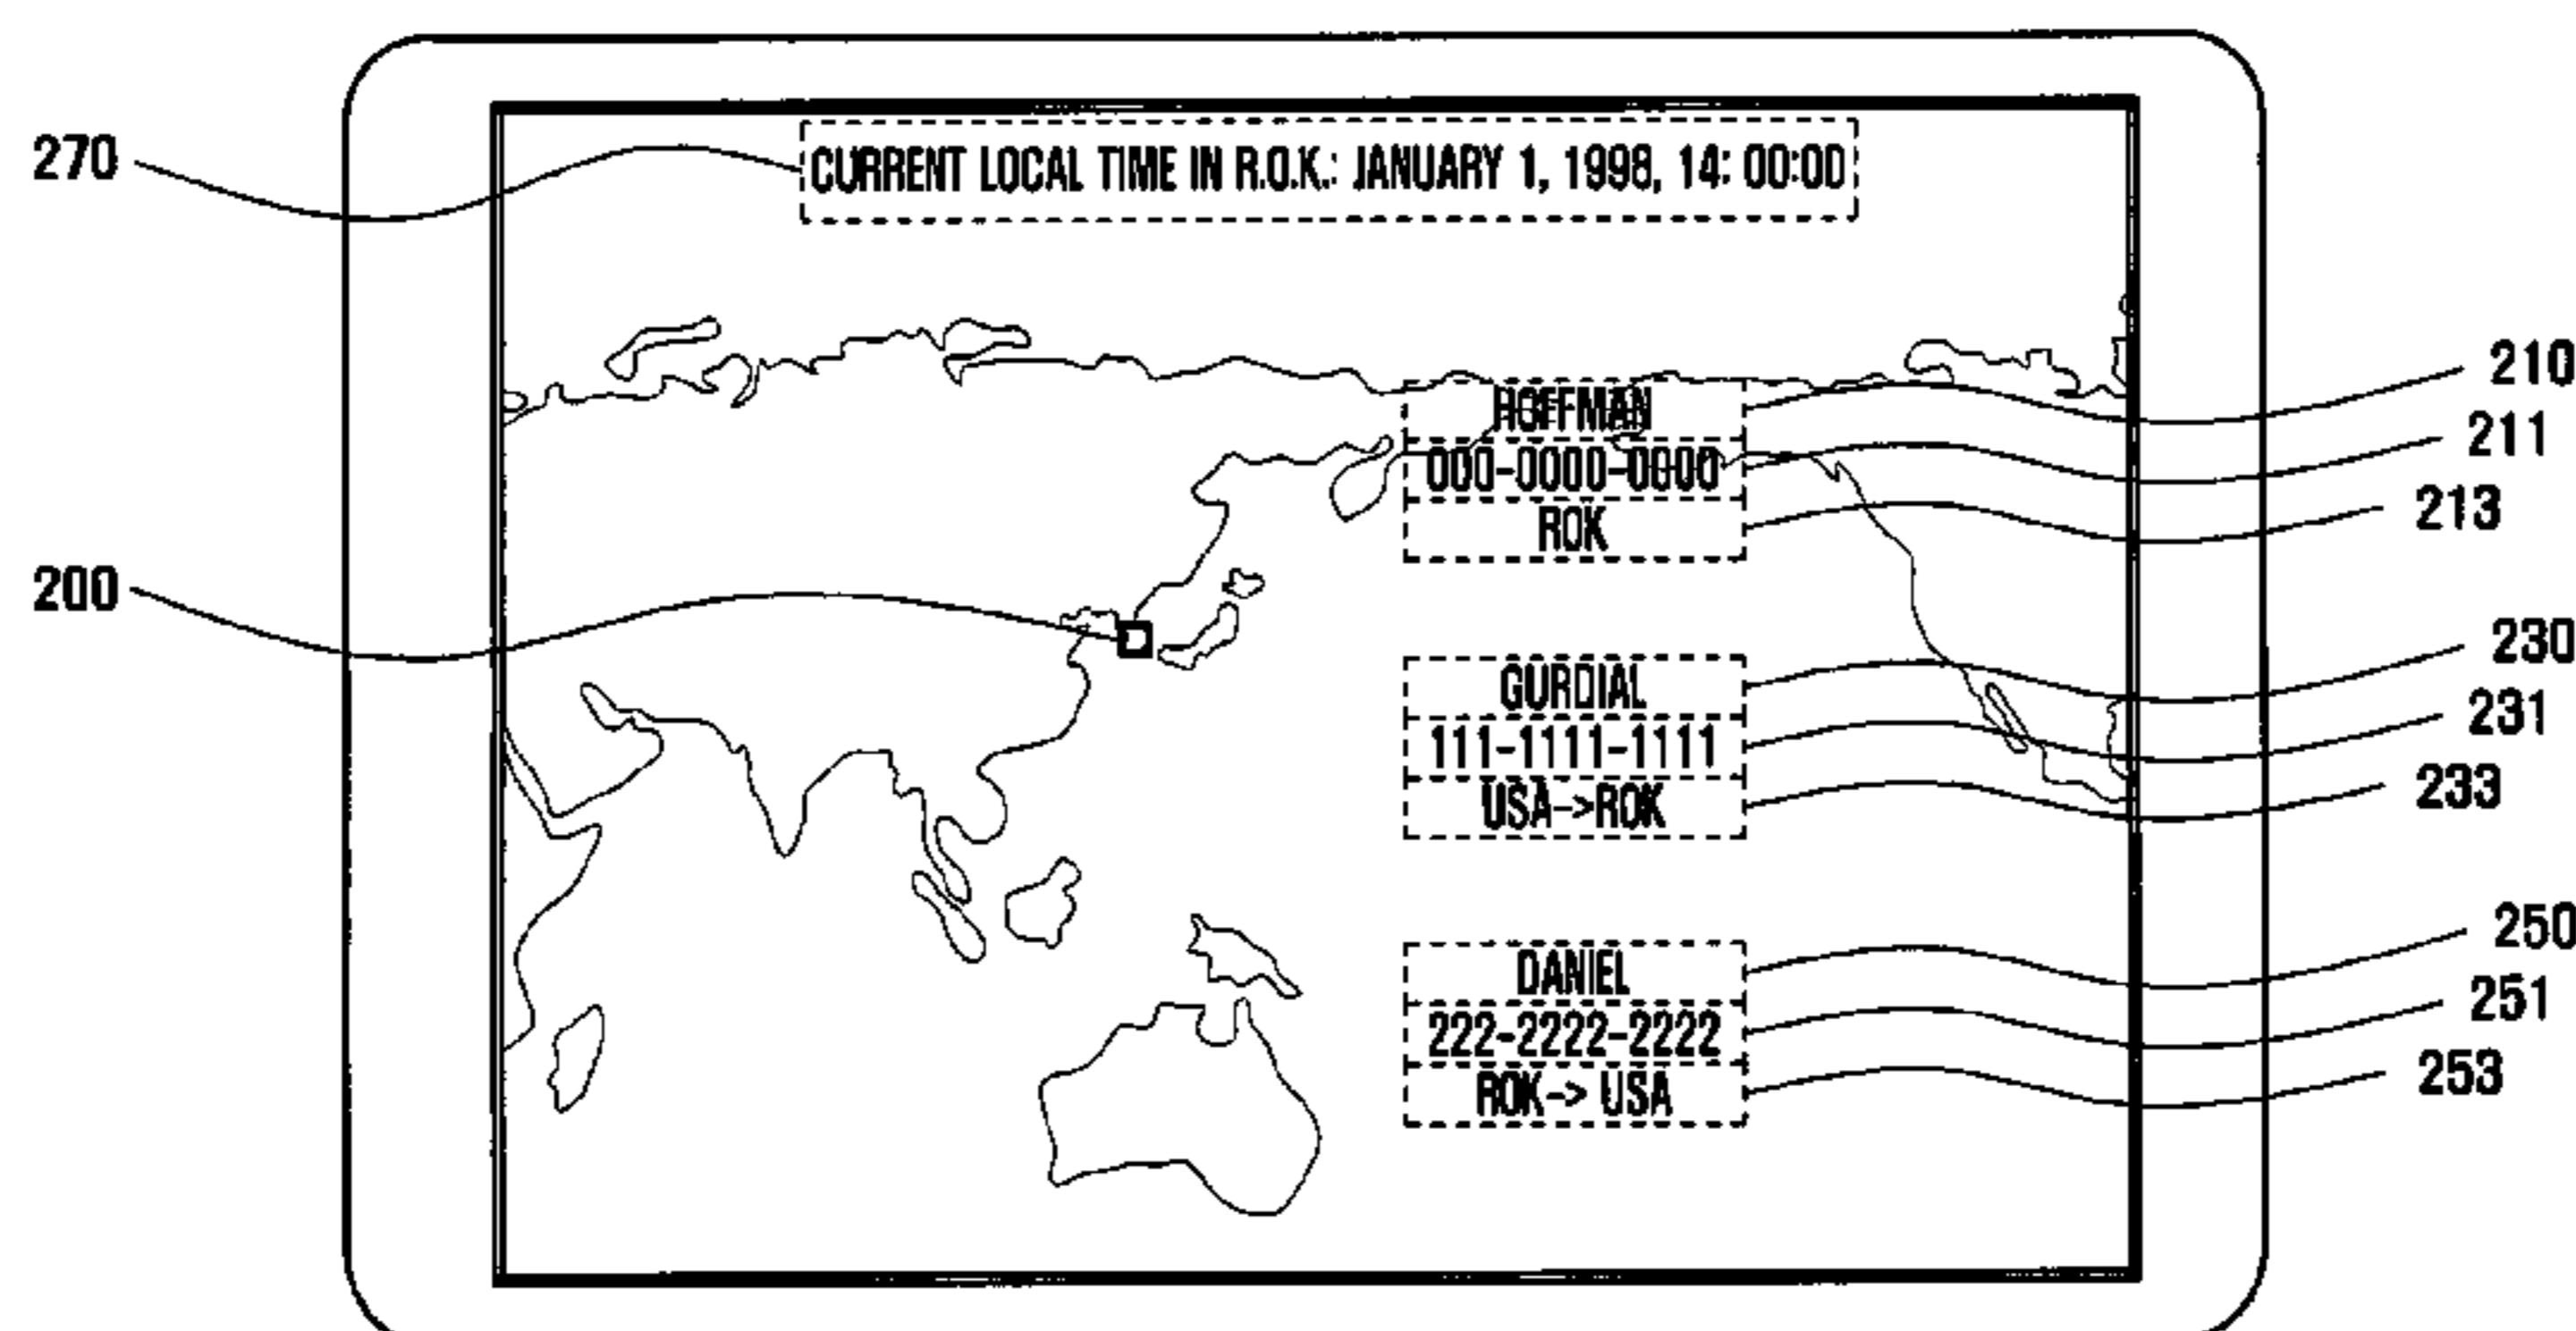 270
CURRENT LOCAL TIME IN R.O.K.: JANUARY 1, 1998, 14: 00:00
HOFFMAN
210
000-0000-0000
211
ROK
213
200
GURDIAL
230
111-1111-1111
231
USA->ROK
233
DANIEL
250
222-2222-2222
251
ROK-> USA
253